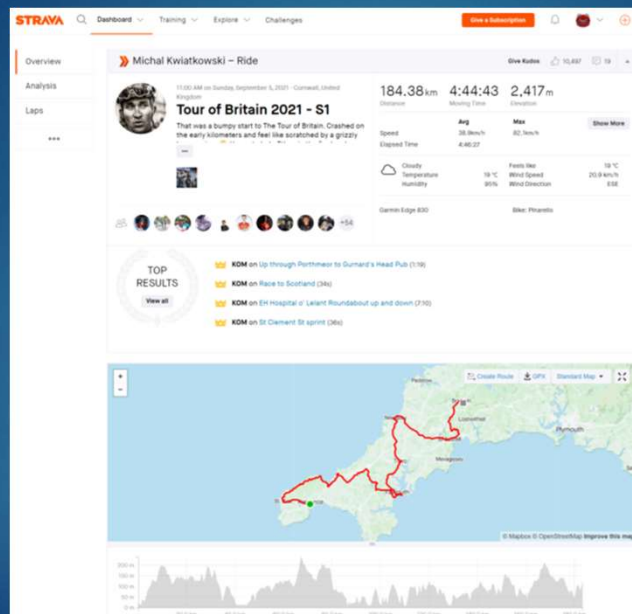 STRAVA Dashboard Training Explore Challenges Give a Subscription
Overview
Analysis
Laps
Michal Kwiatkowski – Ride Give Kudos 10,497 19
11:00 AM on Sunday, September 5, 2021 · Cornwall, United
Kingdom
Tour of Britain 2021 - S1
That was a bumpy start to The Tour of Britain. Crashed on
the early kilometers and feel like scratched by a grizzly
+54
184.38km 4:44:43 2,417m
Distance Moving Time Elevation
Avg Max Show More
Speed 38.9km/h 82.1km/h
Elapsed Time 4:46:27
Cloudy Feels like 19 °C
Temperature 19 °C Wind Speed 20.9 km/h
Humidity 95% Wind Direction ESE
Garmin Edge 830 Bike: Pinarello
TOP
RESULTS
View all
KOM on Up through Porthmeor to Gurnard's Head Pub (1:19)
KOM on Race to Scotland (34s)
KOM on EH Hospital o' Lelant Roundabout up and down (7:10)
KOM on St Clement St sprint (36s)
+
-
Create Route GPX Standard Map
Padstow
Plymouth
© Mapbox © OpenStreetMap Improve this map
200 m
150 m
100 m
50 m
0 m